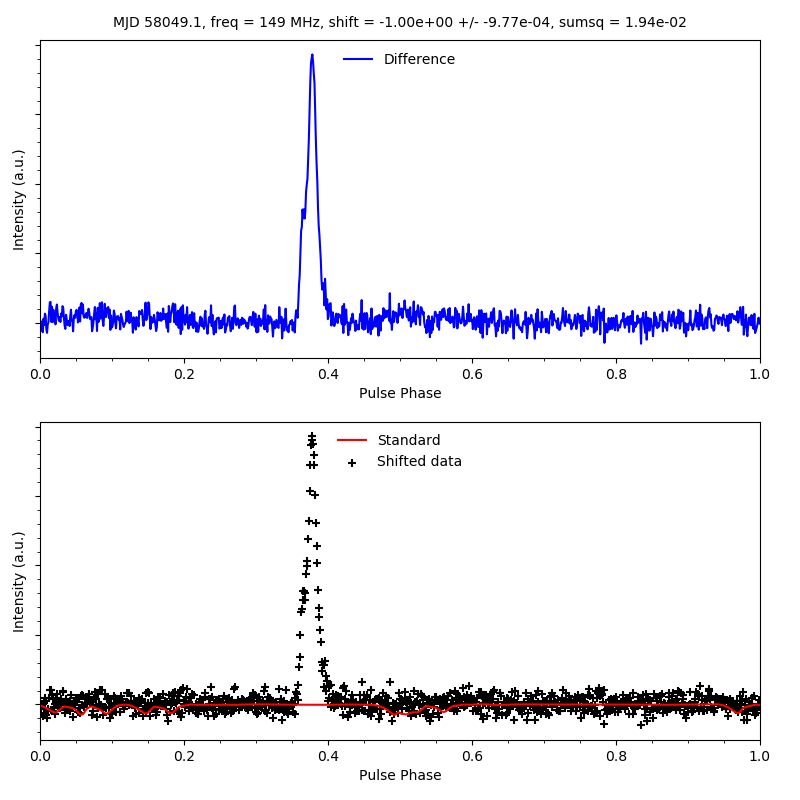 MJD 58049.1, freq = 149 MHz, shift = -1.00e+00 +/- -9.77e-04, sumsq = 1.94e-02
Difference
Intensity (a.u.)
0.0 0.2 0.4 0.6 0.8 1.0
Pulse Phase
Standard
Shifted data
Intensity (a.u.)
0.0 0.2 0.4 0.6 0.8 1.0
Pulse Phase